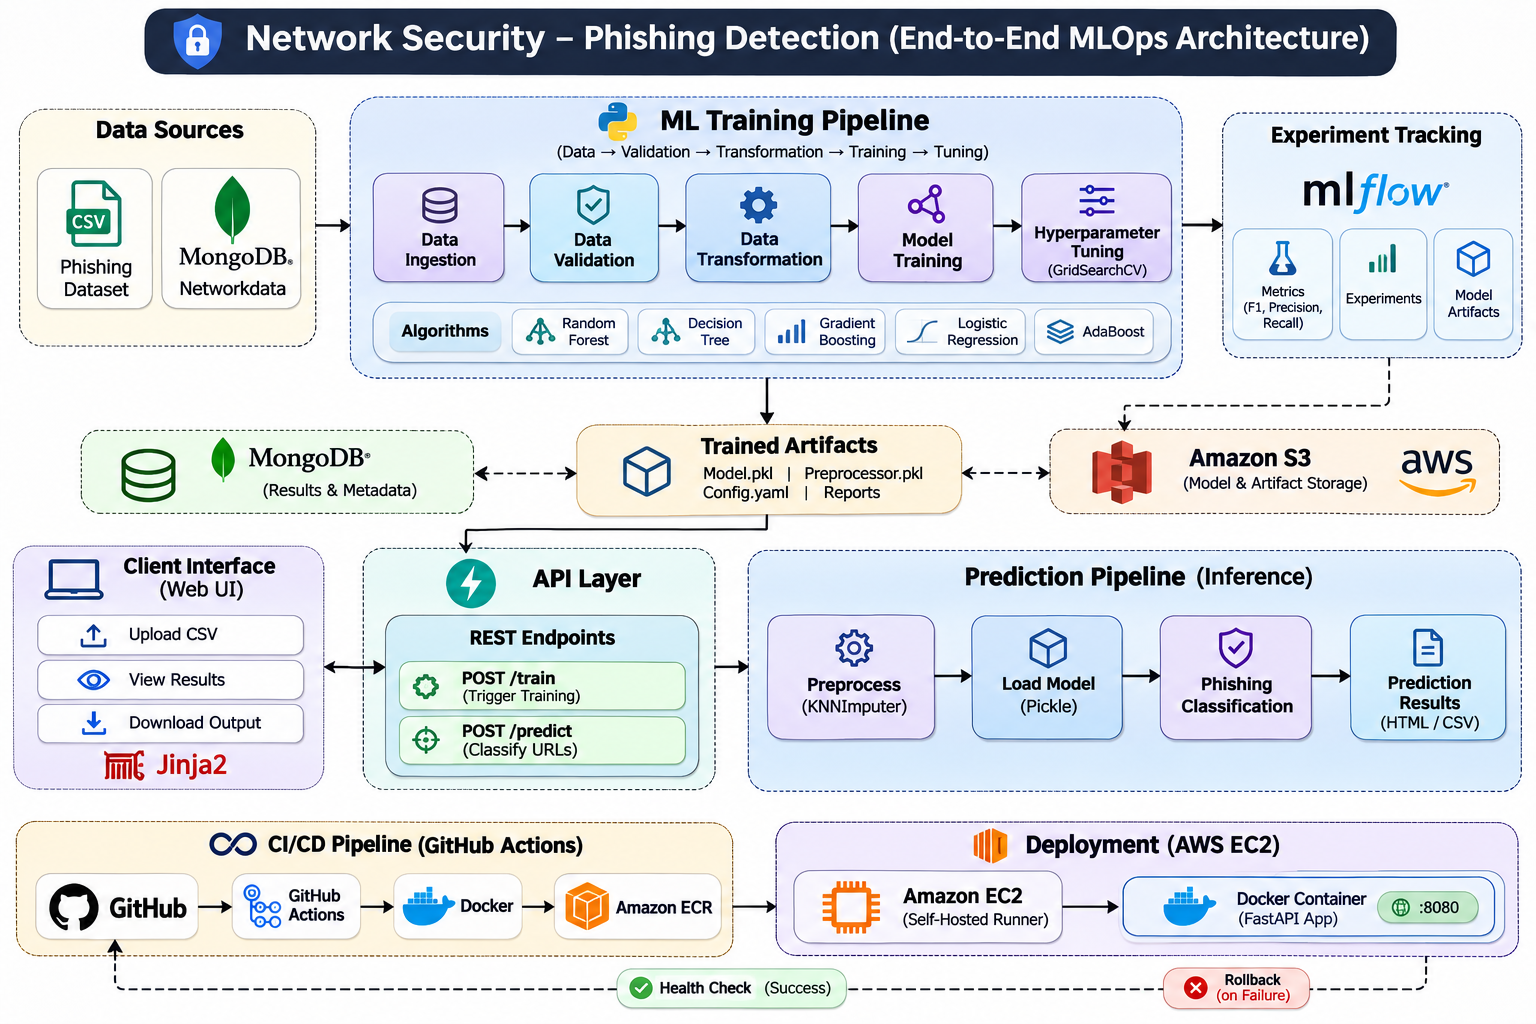 Network Security – Phishing Detection (End-to-End MLOps Architecture)
Data Sources
CSV
Phishing
Dataset
MongoDB®
Networkdata
ML Training Pipeline
(Data → Validation → Transformation → Training → Tuning)
Data
Ingestion
Data
Validation
Data
Transformation
Model
Training
Hyperparameter
Tuning
(GridSearchCV)
Algorithms
Random
Forest
Decision
Tree
Gradient
Boosting
Logistic
Regression
AdaBoost
Experiment Tracking
mlflow®
Metrics
(F1, Precision,
Recall)
Experiments
Model
Artifacts
MongoDB®
(Results & Metadata)
Trained Artifacts
Model.pkl | Preprocessor.pkl
Config.yaml | Reports
Amazon S3
(Model & Artifact Storage)
aws
Client Interface
(Web UI)
Upload CSV
View Results
Download Output
Jinja2
API Layer
REST Endpoints
POST /train
(Trigger Training)
POST /predict
(Classify URLs)
Prediction Pipeline (Inference)
Preprocess
(KNNImputer)
Load Model
(Pickle)
Phishing
Classification
Prediction
Results
(HTML / CSV)
CI/CD Pipeline (GitHub Actions)
GitHub
GitHub
Actions
Docker
Amazon ECR
Deployment (AWS EC2)
Amazon EC2
(Self-Hosted Runner)
Docker Container
(FastAPI App)
:8080
Health Check (Success)
Rollback
(on Failure)